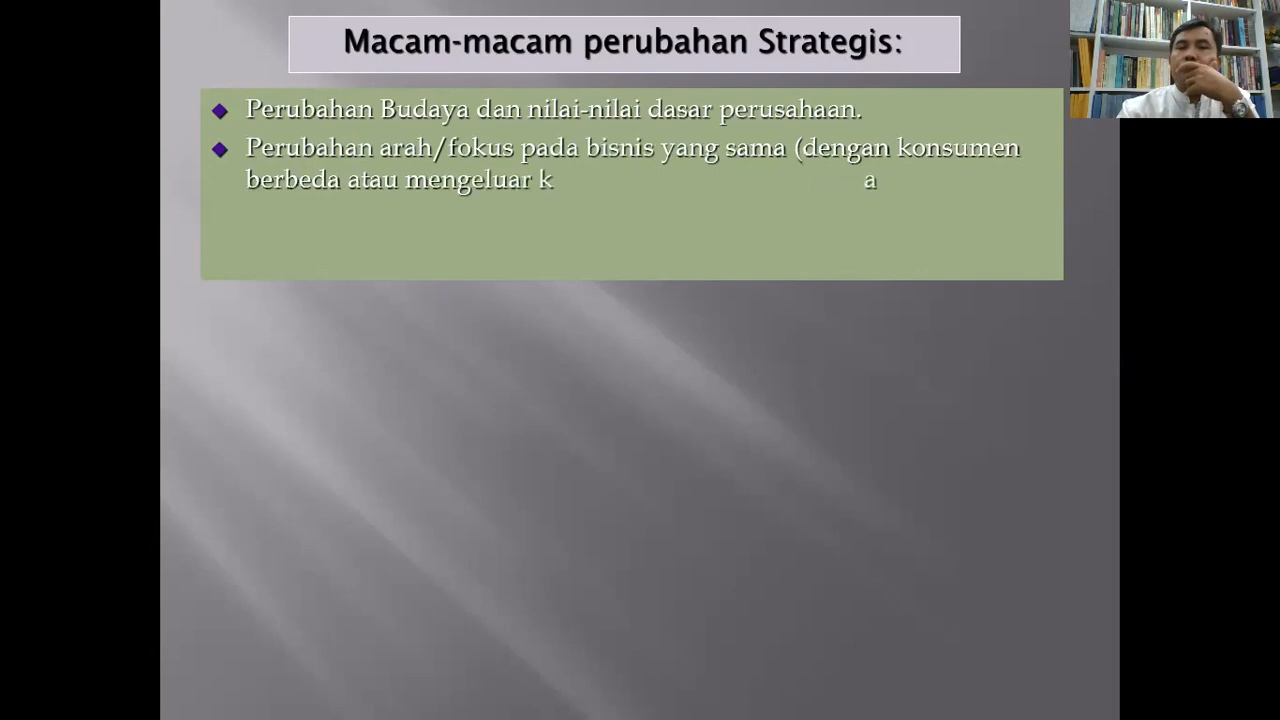 Macam-macam perubahan Strategis:
Perubahan Budaya dan nilai-nilai dasar perusahaan.
Perubahan arah/fokus pada bisnis yang sama (dengan konsumen
berbeda atau mengeluar k a